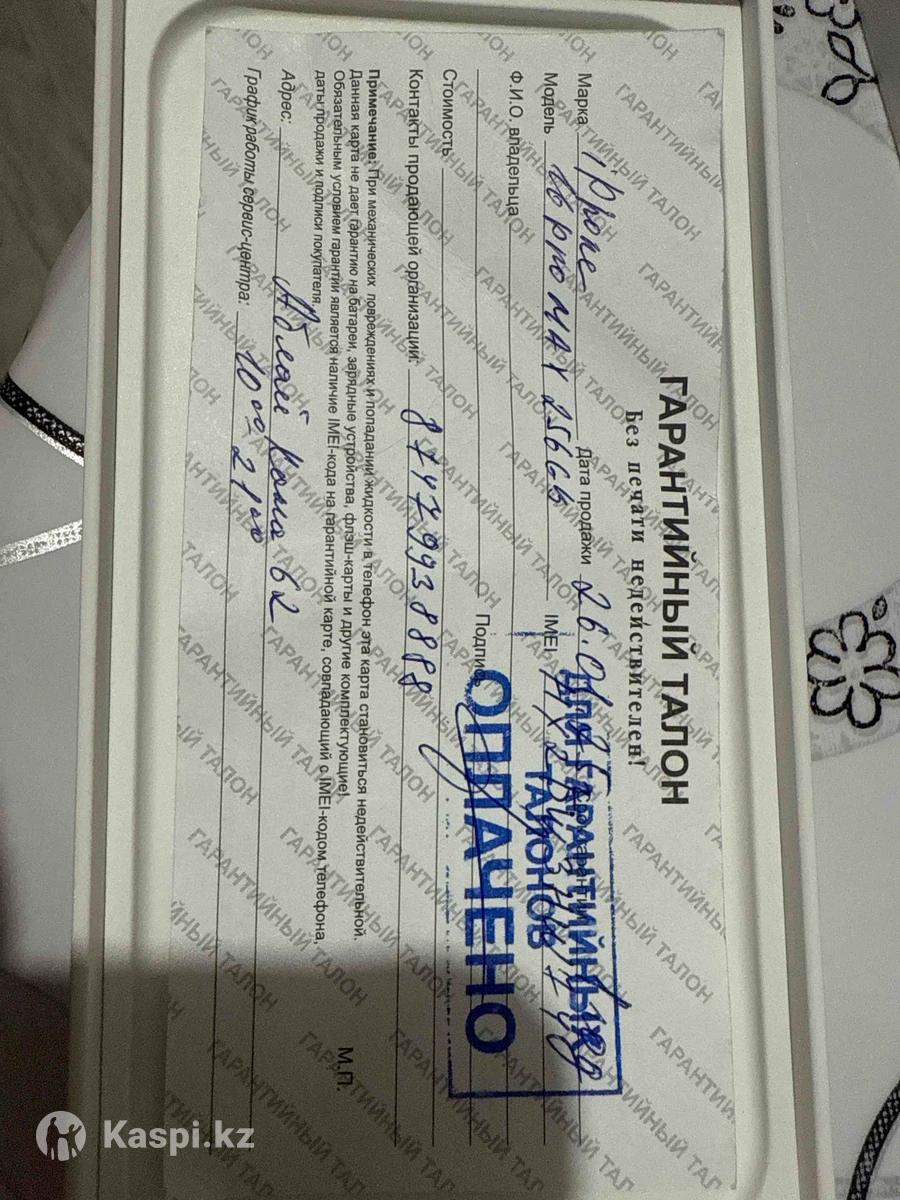 ГАРАНТИЙНЫЙ ТАЛОН
Без печати недействителен!
Марка iPhone Дата продажи 26.
Модель 16 pro MAX 256Gb IMEI
Ф.И.О. владельца
Подпись
Стоимость
Контакты продающей организации: 87479938888
Примечание: При механических повреждениях и попадании жидкости в телефон эта карта становиться недействительной.
Данная карта не дает гарантию на батареи, зарядные устройства, флэш-карты и другие комплектующие!
Обязательным условием гарантии является наличие IMEI-кода на гарантийной карте, совпадающий с IMEI-кодом телефона,
даты продажи и подписи покупателя.
Адрес: Абылай хана 62
График работы сервис-центра: 10 00 21 00
М.П.
ДЛЯ ГАРАНТИЙНЫХ
ТАЛОНОВ
ОПЛАЧЕНО
Kaspi.kz